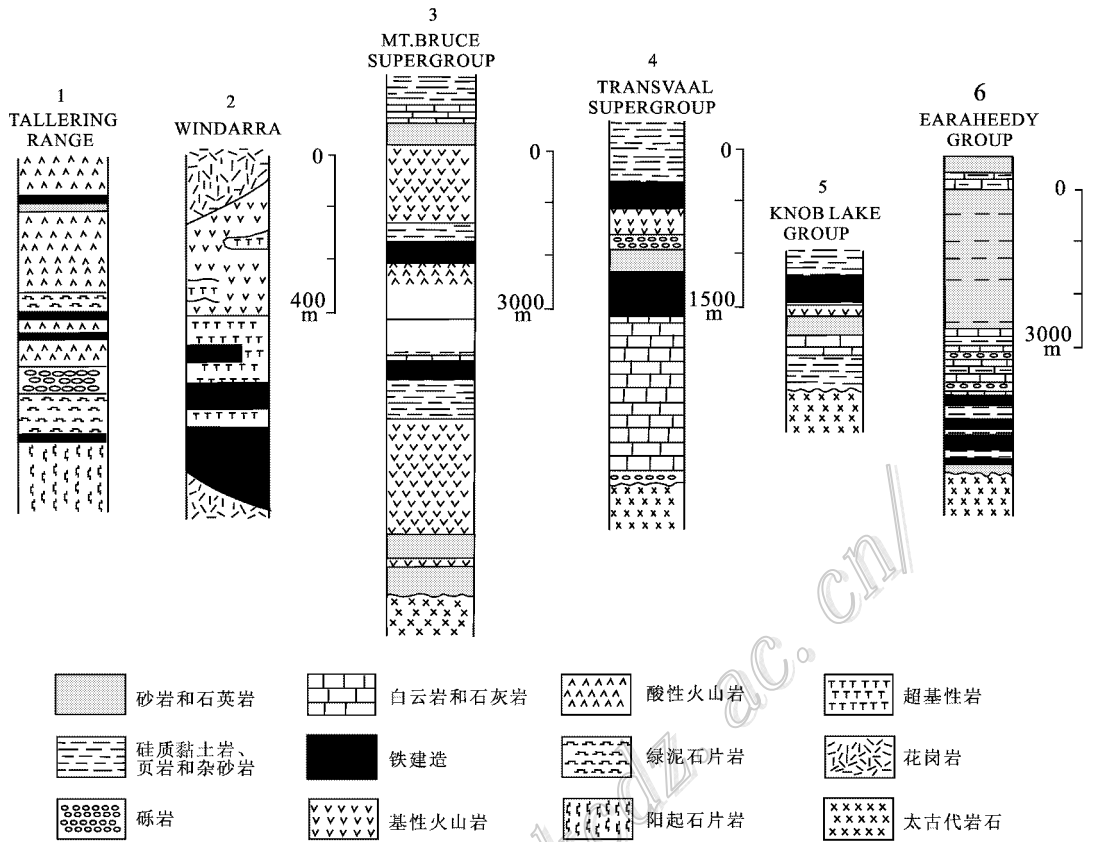 1
TALLERING
RANGE
2
WINDARRA
0
400
m
3
MT.BRUCE
SUPERGROUP
0
3000
m
4
TRANSVAAL
SUPERGROUP
0
1500
m
5
KNOB LAKE
GROUP
6
EARAHEEDY
GROUP
0
3000
m
砂岩和石英岩
白云岩和石灰岩
酸性火山岩
超基性岩
硅质黏土岩、
页岩和杂砂岩
铁建造
绿泥石片岩
花岗岩
砾岩
基性火山岩
阳起石片岩
太古代岩石